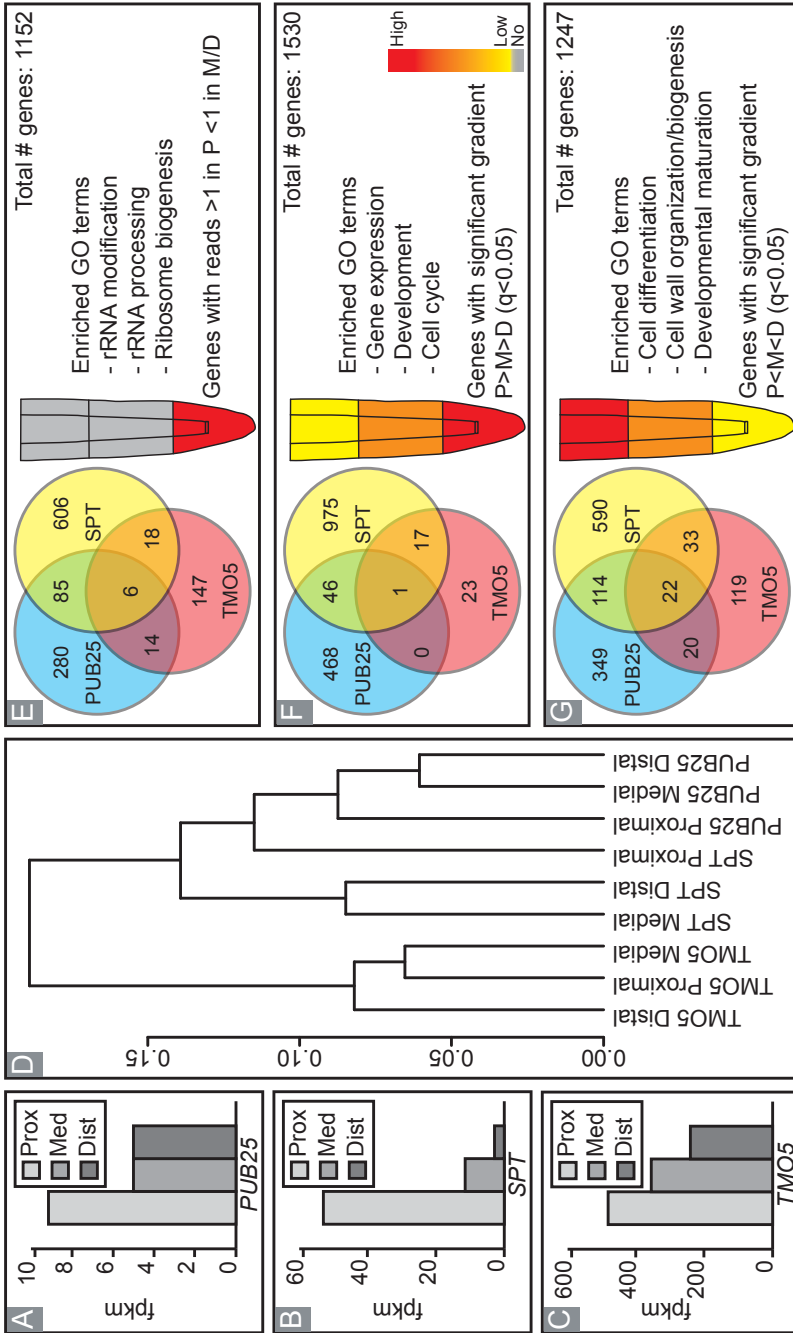 A
fpkm
10
8
6
4
2
0
Prox
Med
Dist
PUB25
B
fpkm
60
40
20
0
Prox
Med
Dist
SPT
C
fpkm
600
400
200
0
Prox
Med
Dist
TMO5
D
0.15
0.10
0.05
0.00
TMO5 Distal
TMO5 Proximal
TMO5 Medial
SPT Medial
SPT Distal
SPT Proximal
PUB25 Proximal
PUB25 Medial
PUB25 Distal
E
280
PUB25
85
606
SPT
14
6
18
147
TMO5
Total # genes: 1152
Enriched GO terms
- rRNA modification
- rRNA processing
- Ribosome biogenesis
Genes with reads >1 in P <1 in M/D
F
468
PUB25
46
975
SPT
0
1
17
23
TMO5
Total # genes: 1530
Enriched GO terms
- Gene expression
- Development
- Cell cycle
Genes with significant gradient
P>M>D (q<0.05)
High
Low
No
G
349
PUB25
114
590
SPT
20
22
33
119
TMO5
Total # genes: 1247
Enriched GO terms
- Cell differentiation
- Cell wall organization/biogenesis
- Developmental maturation
Genes with significant gradient
P<M<D (q<0.05)